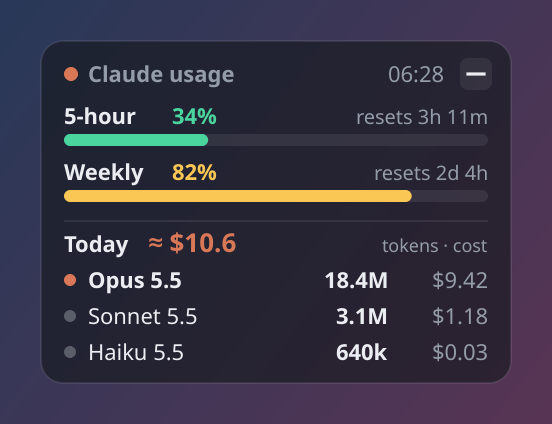 Claude usage 06:28
5-hour 34% resets 3h 11m
Weekly 82% resets 2d 4h
Today ≈ $10.6 tokens · cost
Opus 5.5 18.4M $9.42
Sonnet 5.5 3.1M $1.18
Haiku 5.5 640k $0.03